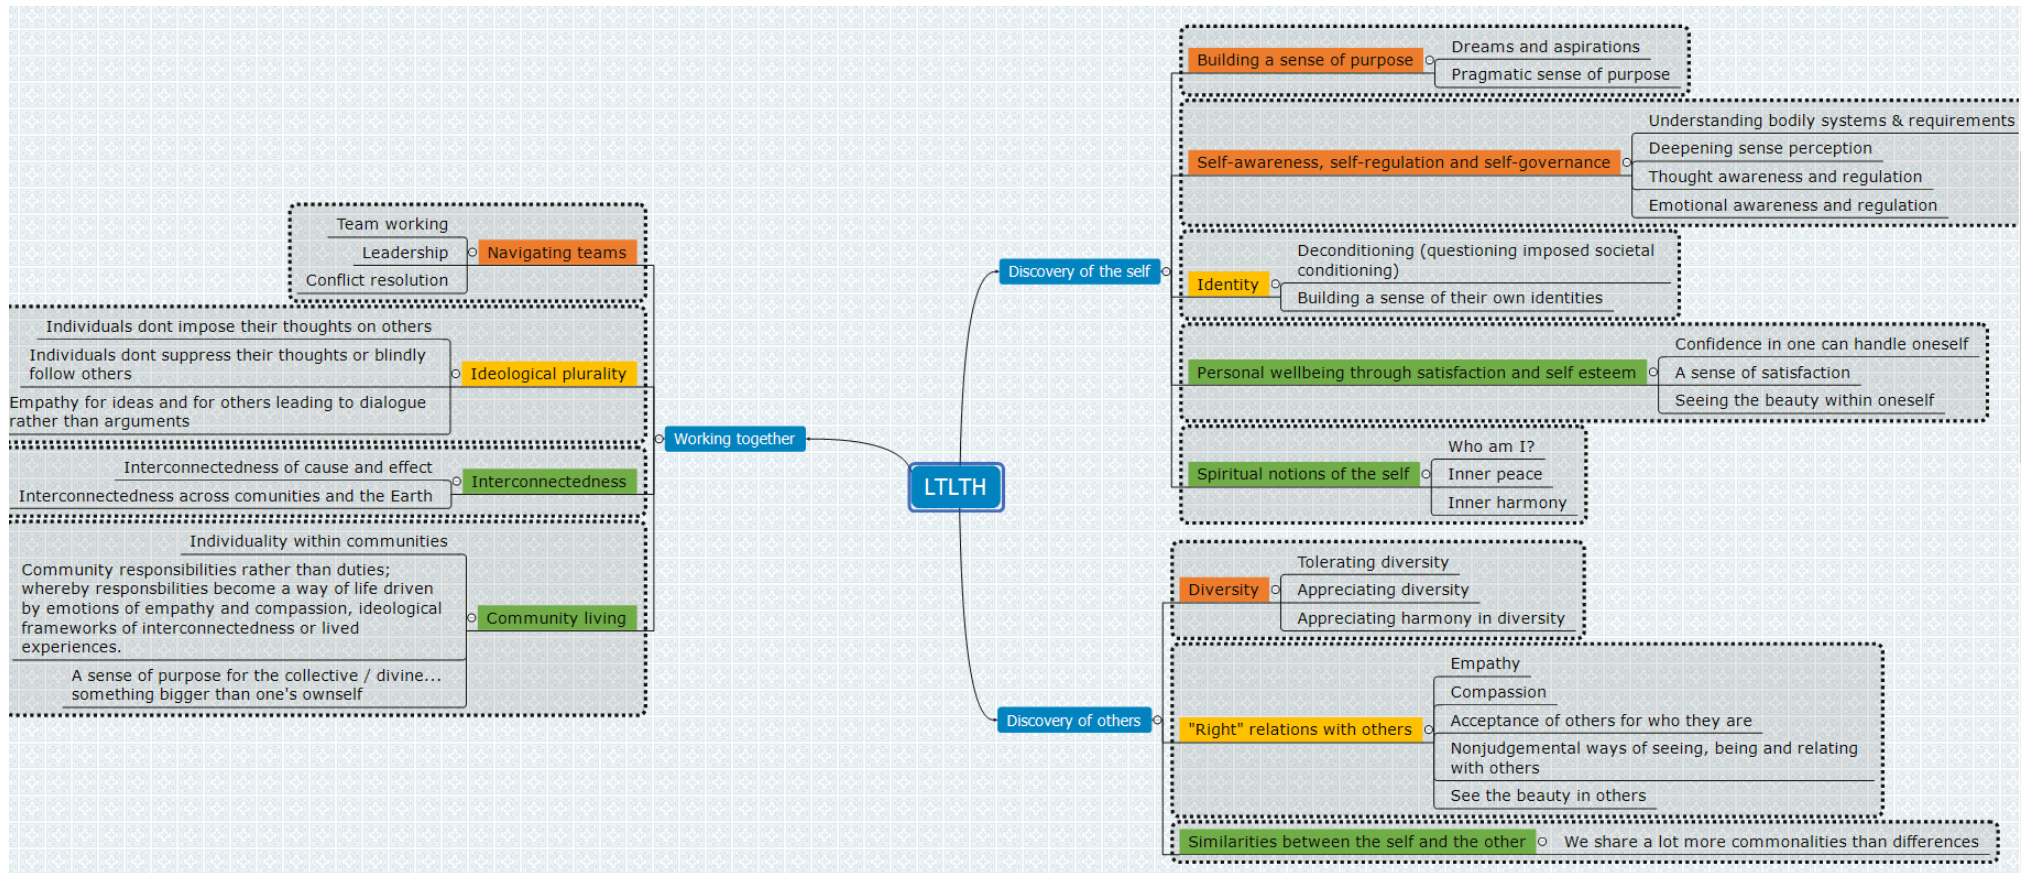 LTLTH
Discovery of the self
Building a sense of purpose
Dreams and aspirations
Pragmatic sense of purpose
Self-awareness, self-regulation and self-governance
Understanding bodily systems & requirements
Deepening sense perception
Thought awareness and regulation
Emotional awareness and regulation
Identity
Deconditioning (questioning imposed societal
conditioning)
Building a sense of their own identities
Personal wellbeing through satisfaction and self esteem
Confidence in one can handle oneself
A sense of satisfaction
Seeing the beauty within oneself
Spiritual notions of the self
Who am I?
Inner peace
Inner harmony
Discovery of others
Diversity
Tolerating diversity
Appreciating diversity
Appreciating harmony in diversity
"Right" relations with others
Empathy
Compassion
Acceptance of others for who they are
Nonjudgemental ways of seeing, being and relating
with others
See the beauty in others
Similarities between the self and the other
We share a lot more commonalities than differences
Working together
Navigating teams
Team working
Leadership
Conflict resolution
Ideological plurality
Individuals dont impose their thoughts on others
Individuals dont suppress their thoughts or blindly
follow others
Empathy for ideas and for others leading to dialogue
rather than arguments
Interconnectedness
Interconnectedness of cause and effect
Interconnectedness across comunities and the Earth
Community living
Individuality within communities
Community responsibilities rather than duties;
whereby responsbilities become a way of life driven
by emotions of empathy and compassion, ideological
frameworks of interconnectedness or lived
experiences.
A sense of purpose for the collective / divine...
something bigger than one's ownself